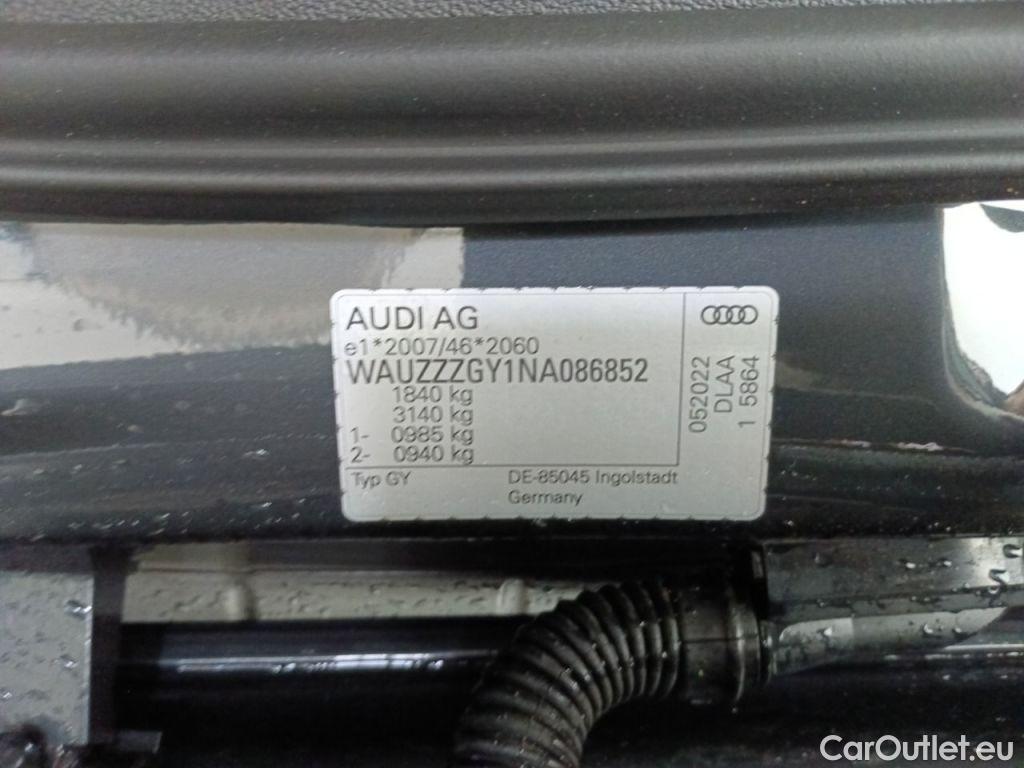 AUDI AG
e1*2007/46*2060
WAUZZZGY1NA086852
1840 kg
3140 kg
1- 0985 kg
2- 0940 kg
Typ GY
DE-85045 Ingolstadt
Germany
052022
DLAA
1 5864
CarOutlet.eu